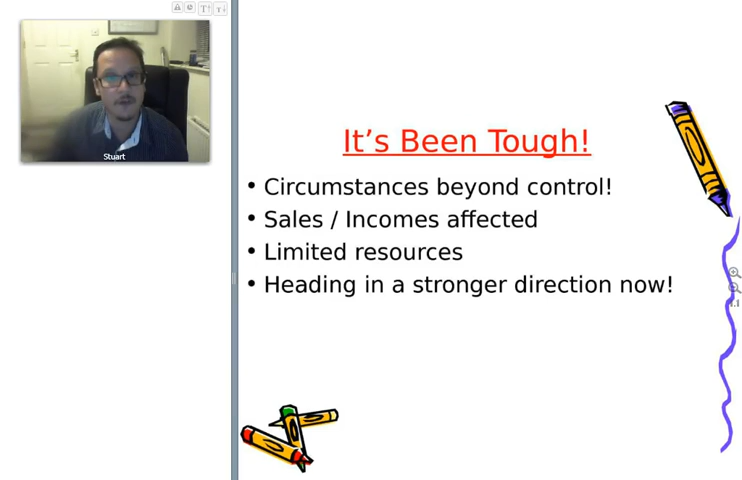 Stuart
It’s Been Tough!
• Circumstances beyond control!
• Sales / Incomes affected
• Limited resources
• Heading in a stronger direction now!